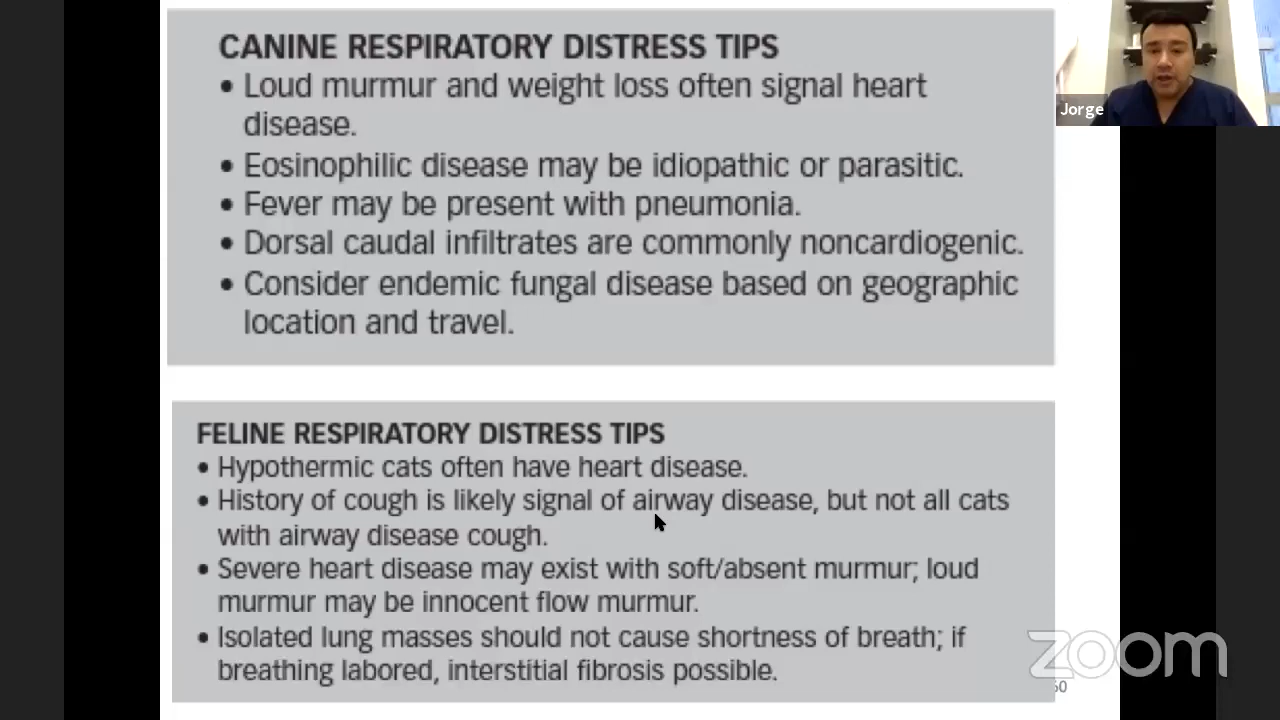 CANINE RESPIRATORY DISTRESS TIPS
• Loud murmur and weight loss often signal heart
disease.
• Eosinophilic disease may be idiopathic or parasitic.
• Fever may be present with pneumonia.
• Dorsal caudal infiltrates are commonly noncardiogenic.
• Consider endemic fungal disease based on geographic
location and travel.
Jorge
FELINE RESPIRATORY DISTRESS TIPS
• Hypothermic cats often have heart disease.
• History of cough is likely signal of airway disease, but not all cats
with airway disease cough.
• Severe heart disease may exist with soft/absent murmur; loud
murmur may be innocent flow murmur.
• Isolated lung masses should not cause shortness of breath; if
breathing labored, interstitial fibrosis possible.
zoom